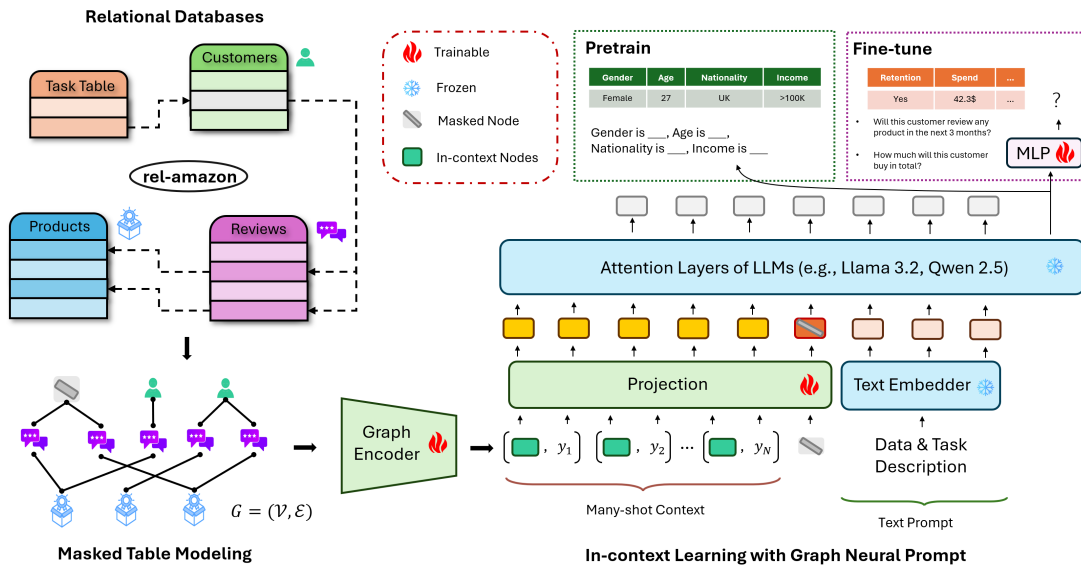 Relational Databases
Task Table
Customers
rel-amazon
Products
Reviews
Trainable
Frozen
Masked Node
In-context Nodes
Pretrain
Gender Age Nationality Income
Female 27 UK >100K
Gender is ___, Age is ___,
Nationality is ___, Income is ___
Fine-tune
Retention Spend ...
Yes 42.3$ ...
• Will this customer review any
product in the next 3 months?
• How much will this customer
buy in total?
?
MLP
Attention Layers of LLMs (e.g., Llama 3.2, Qwen 2.5)
Projection
Text Embedder
Graph
Encoder
[ , y₁ ] [ , y₂ ] ... [ , y_N ]
Data & Task
Description
Many-shot Context
Text Prompt
G = (𝒱, ℰ)
Masked Table Modeling
In-context Learning with Graph Neural Prompt